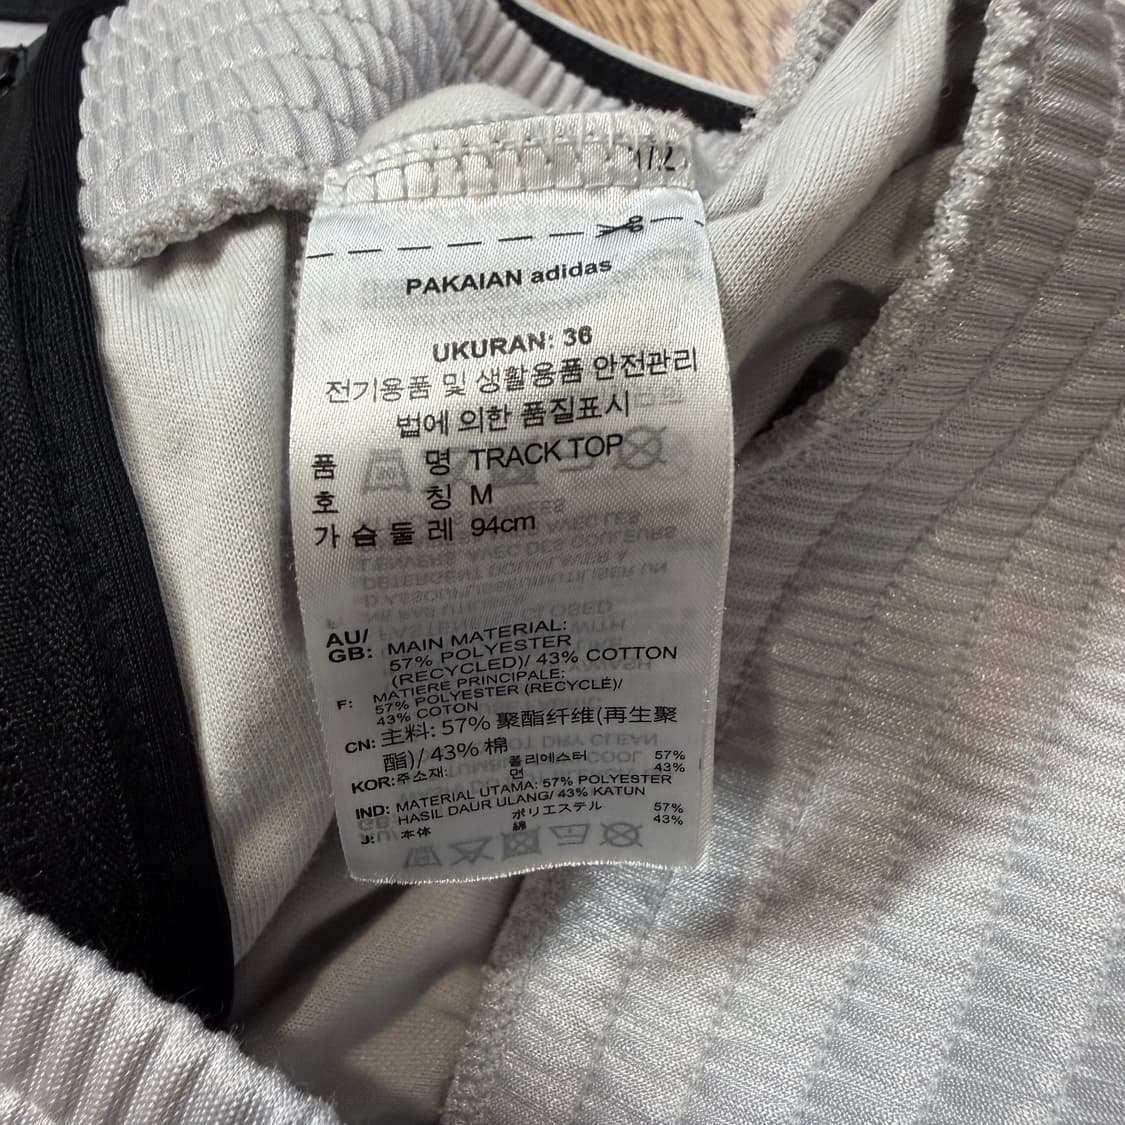 PAKAIAN adidas
UKURAN: 36
전기용품 및 생활용품 안전관리
법에 의한 품질표시
품 명 TRACK TOP
호 칭 M
가 슴 둘 레 94cm
AU/GB: MAIN MATERIAL:
57% POLYESTER
(RECYCLED)/ 43% COTTON
F: MATIERE PRINCIPALE:
57% POLYESTER (RECYCLÉ)/
43% COTON
CN: 主料: 57% 聚酯纤维(再生聚
酯)/ 43% 棉
KOR: 주소재: 폴리에스터 57%
면 43%
IND: MATERIAL UTAMA: 57% POLYESTER
HASIL DAUR ULANG/ 43% KATUN
J: 本体 ポリエステル 57%
綿 43%